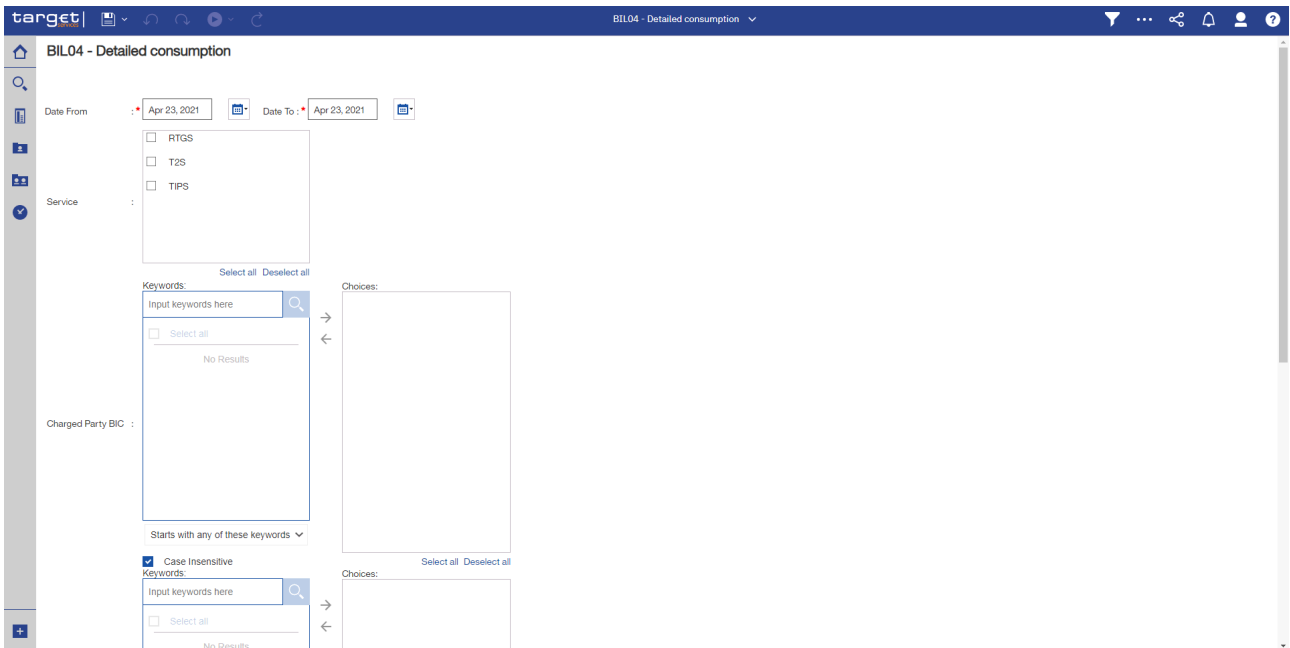 target| services BIL04 - Detailed consumption
BIL04 - Detailed consumption
Date From :* Apr 23, 2021 Date To : * Apr 23, 2021
RTGS
T2S
TIPS
Service :
Select all Deselect all
Keywords: Choices:
Input keywords here
Select all
No Results
Charged Party BIC :
Starts with any of these keywords
Case Insensitive Select all Deselect all
Keywords: Choices:
Input keywords here
Select all
No Results